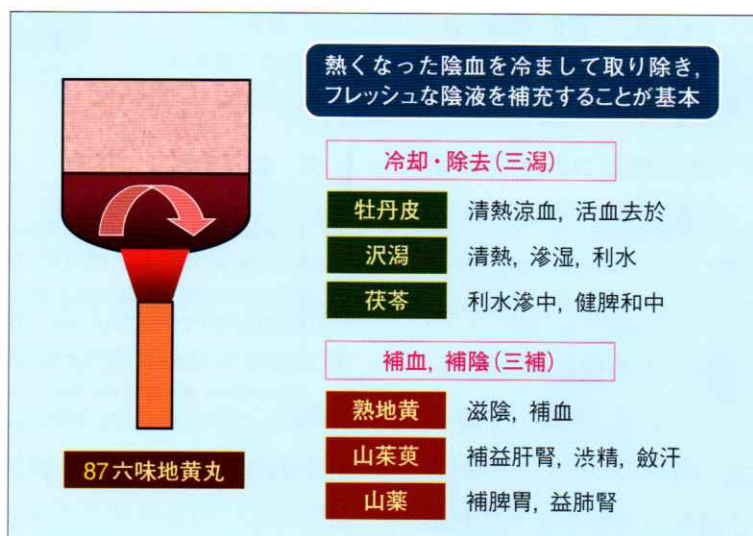 熱くなった陰血を冷まして取り除き，
フレッシュな陰液を補充することが基本
冷却・除去（三潟）
牡丹皮 清熱涼血，活血去於
沢潟 清熱，滲湿，利水
茯苓 利水滲中，健脾和中
補血，補陰（三補）
熟地黄 滋陰，補血
山茱萸 補益肝腎，渋精，斂汗
山薬 補脾胃，益肺腎
87六味地黄丸